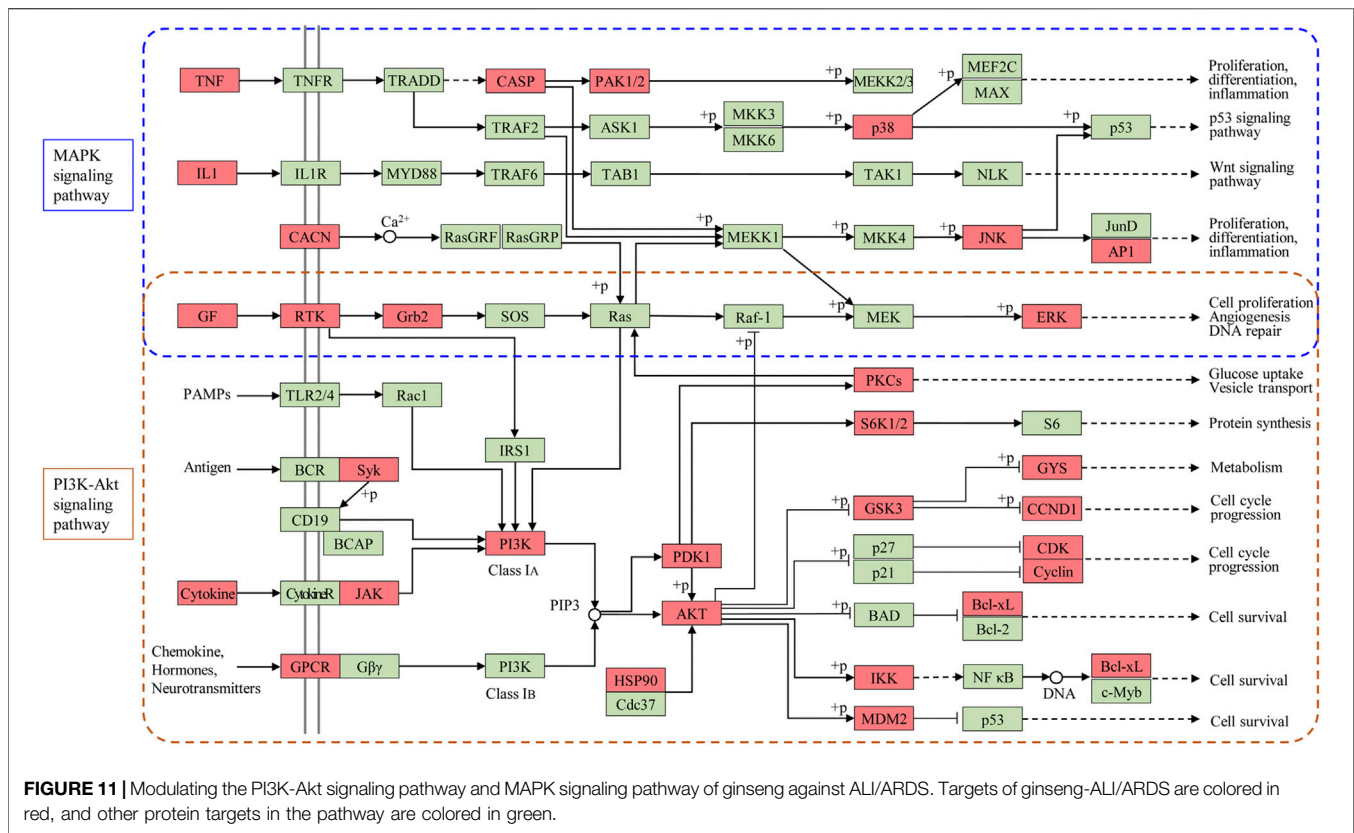 TNF
TNFR
TRADD
CASP
PAK1/2
+p
MEKK2/3
+p
MEF2C
MAX
Proliferation,
differentiation,
inflammation
TRAF2
ASK1
+p
MKK3
MKK6
+p
p38
+p
p53
p53 signaling
pathway
MAPK
signaling
pathway
IL1
IL1R
MYD88
TRAF6
TAB1
TAK1
NLK
Wnt signaling
pathway
CACN
Ca2+
RasGRF
RasGRP
+p
MEKK1
+p
MKK4
+p
JNK
JunD
AP1
Proliferation,
differentiation,
inflammation
+p
GF
RTK
Grb2
SOS
Ras
Raf-1
+p
+p
MEK
+p
ERK
Cell proliferation
Angiogenesis
DNA repair
PKCs
Glucose uptake
Vesicle transport
PAMPs
TLR2/4
Rac1
S6K1/2
S6
Protein synthesis
IRS1
PI3K-Akt
signaling
pathway
Antigen
BCR
Syk
+p
CD19
BCAP
+p
GYS
Metabolism
+p
GSK3
+p
CCND1
Cell cycle
progression
PI3K
Class IA
PDK1
+p
+p
p27
p21
CDK
Cyclin
Cell cycle
progression
Cytokine
CytokineR
JAK
PIP3
AKT
+p
BAD
Bcl-xL
Bcl-2
Cell survival
Chemokine,
Hormones,
Neurotransmitters
GPCR
Gβγ
PI3K
Class IB
HSP90
Cdc37
+p
IKK
NF κB
DNA
Bcl-xL
c-Myb
Cell survival
+p
MDM2
p53
Cell survival
FIGURE 11 | Modulating the PI3K-Akt signaling pathway and MAPK signaling pathway of ginseng against ALI/ARDS. Targets of ginseng-ALI/ARDS are colored in
red, and other protein targets in the pathway are colored in green.